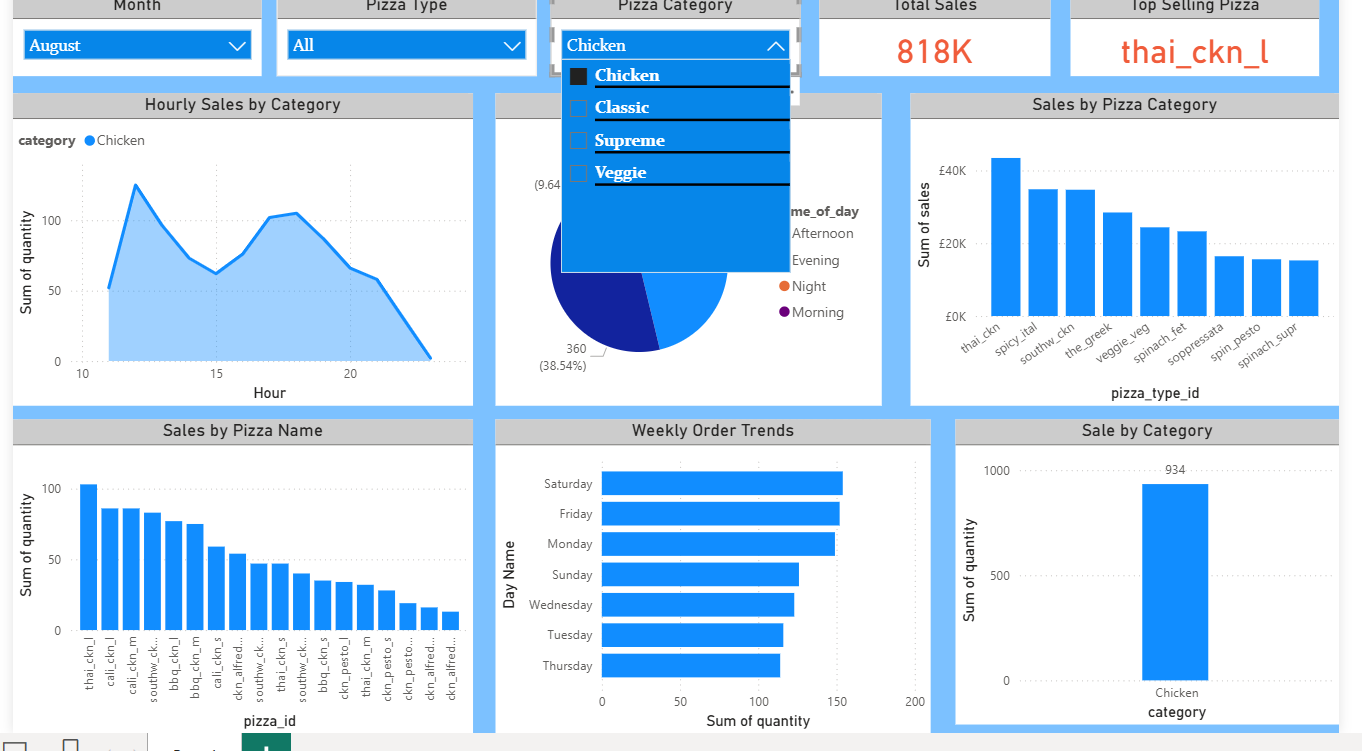 Month
Pizza Type
Pizza Category
Total Sales
Top Selling Pizza
August
All
Chicken
818K
thai_ckn_l
Chicken
Classic
Supreme
Veggie
Hourly Sales by Category
category
Chicken
Sum of quantity
100
50
0
10
15
20
Hour
(9.64
me_of_day
Afternoon
Evening
Night
Morning
360
(38.54%)
Sales by Pizza Category
Sum of sales
£40K
£20K
£0K
thai_ckn
spicy_ital
southw_ckn
the_greek
veggie_veg
spinach_fet
soppressata
spin_pesto
spinach_supr
pizza_type_id
Sales by Pizza Name
Sum of quantity
100
50
0
thai_ckn_l
cali_ckn_l
cali_ckn_m
southw_ck...
bbq_ckn_l
bbq_ckn_m
cali_ckn_s
ckn_alfred...
southw_ck...
thai_ckn_s
southw_ck...
bbq_ckn_s
ckn_pesto_l
thai_ckn_m
ckn_pesto_s
ckn_pesto...
ckn_alfred...
ckn_alfred...
pizza_id
Weekly Order Trends
Day Name
Saturday
Friday
Monday
Sunday
Wednesday
Tuesday
Thursday
0
50
100
150
200
Sum of quantity
Sale by Category
Sum of quantity
1000
500
0
934
Chicken
category